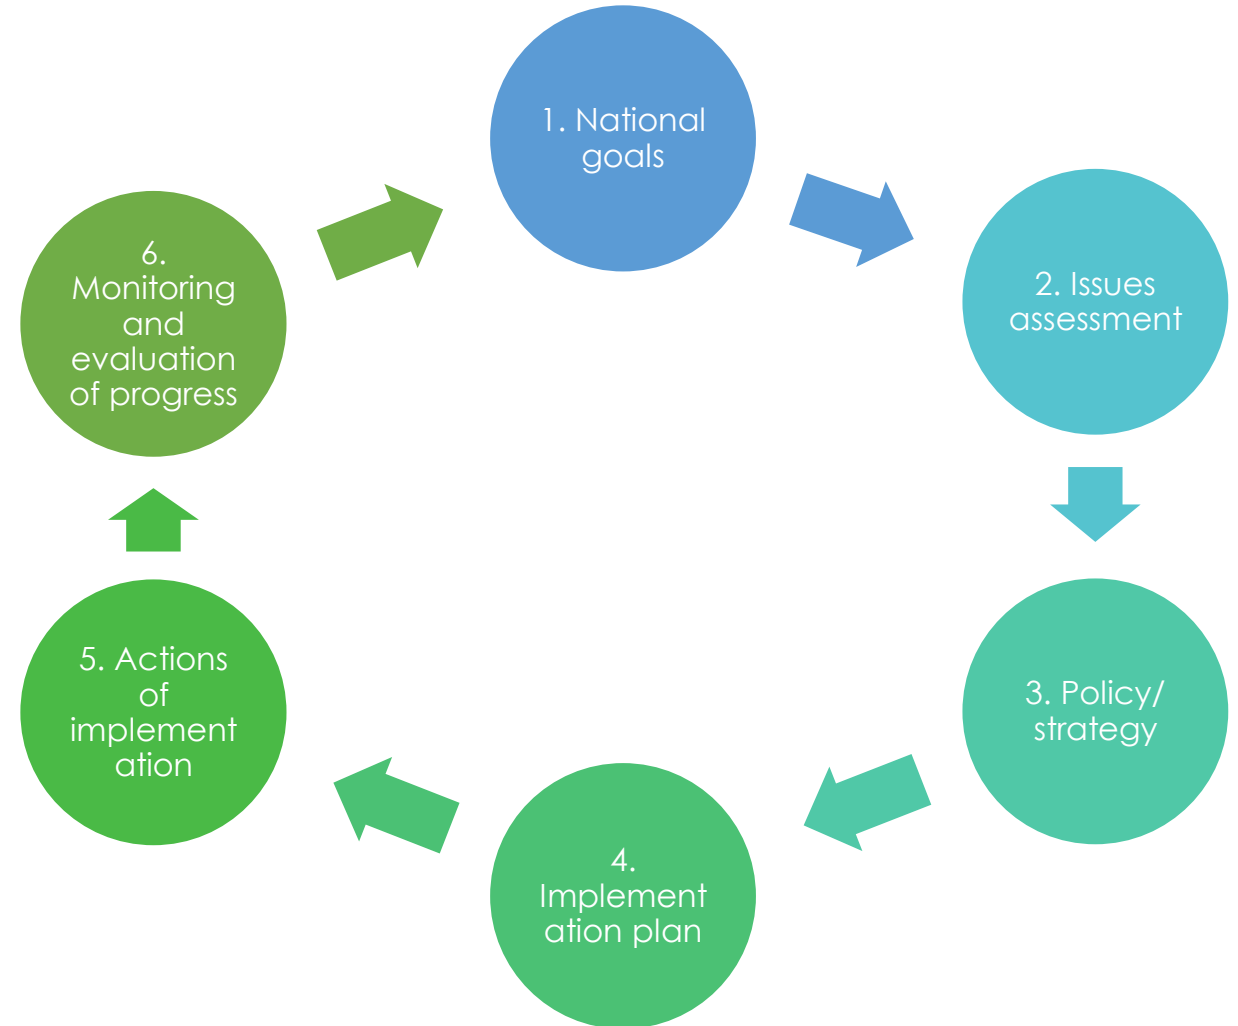 1. National
goals
2. Issues
assessment
3. Policy/
strategy
4.
Implement
ation plan
5. Actions
of
implement
ation
6.
Monitoring
and
evaluation
of progress